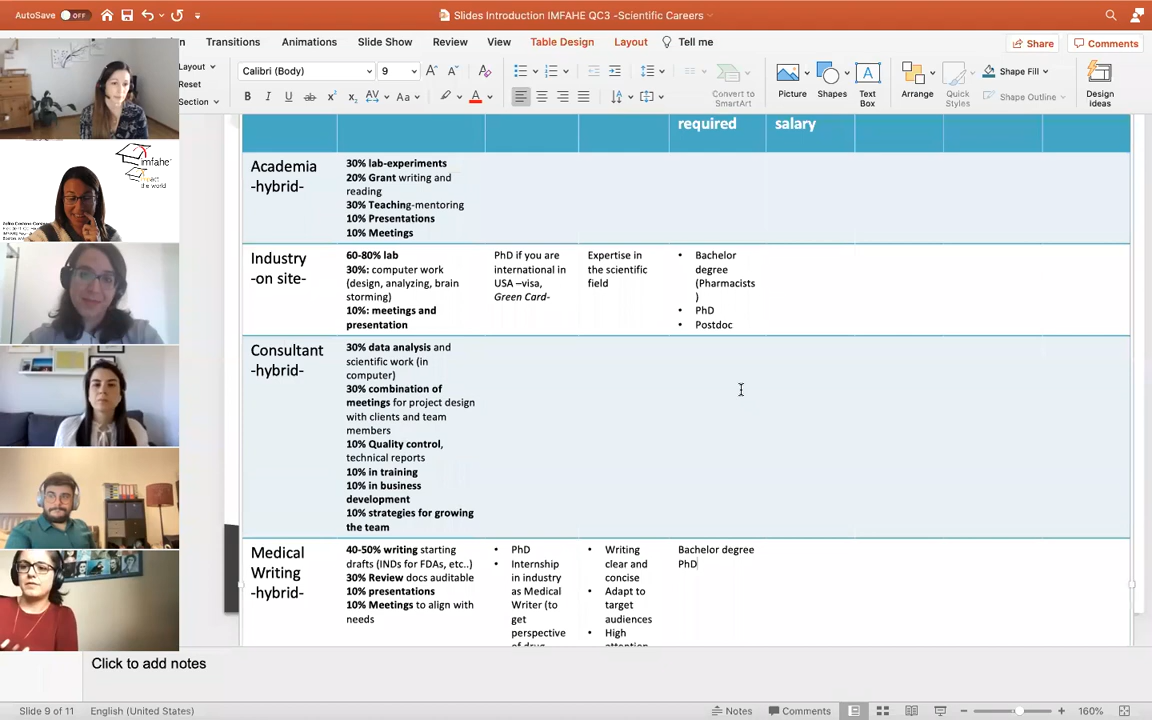 AutoSave OFF
Slides Introduction IMFAHE QC3 -Scientific Careers
Transitions Animations Slide Show Review View Table Design Layout Tell me
Share Comments
Layout
Reset
Section
Calibri (Body) 9
Convert to
SmartArt
Picture
Shapes
Text
Box
Arrange
Quick
Styles
Shape Fill
Shape Outline
Design
Ideas
imfahe
impact
the world
required
salary
Academia
-hybrid-
30% lab-experiments
20% Grant writing and
reading
30% Teaching-mentoring
10% Presentations
10% Meetings
Industry
-on site-
60-80% lab
30%: computer work
(design, analyzing, brain
storming)
10%: meetings and
presentation
PhD if you are
international in
USA –visa,
Green Card-
Expertise in
the scientific
field
• Bachelor
degree
(Pharmacists
)
• PhD
• Postdoc
Consultant
-hybrid-
30% data analysis and
scientific work (in
computer)
30% combination of
meetings for project design
with clients and team
members
10% Quality control,
technical reports
10% in training
10% in business
development
10% strategies for growing
the team
Medical
Writing
-hybrid-
40-50% writing starting
drafts (INDs for FDAs, etc..)
30% Review docs auditable
10% presentations
10% Meetings to align with
needs
• PhD
• Internship
in industry
as Medical
Writer (to
get
perspective
of drug
• Writing
clear and
concise
• Adapt to
target
audiences
• High
attention
Bachelor degree
PhD
Click to add notes
Slide 9 of 11 English (United States) Notes Comments 160%